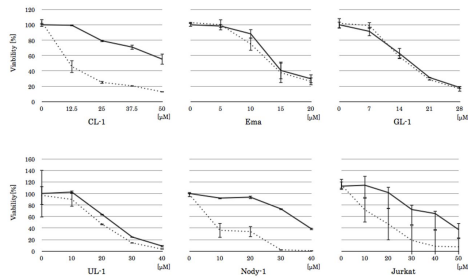 Viability [%]
120
100
80
60
40
20
0
0 12.5 25 37.5 50 [μM]
CL-1
0 5 10 15 20 [μM]
Ema
0 7 14 21 28 [μM]
GL-1
Viability[%]
160
140
120
100
80
60
40
20
0
0 10 20 30 40 [μM]
UL-1
0 10 20 30 40 [μM]
Nody-1
0 10 20 30 40 50 [μM]
Jurkat